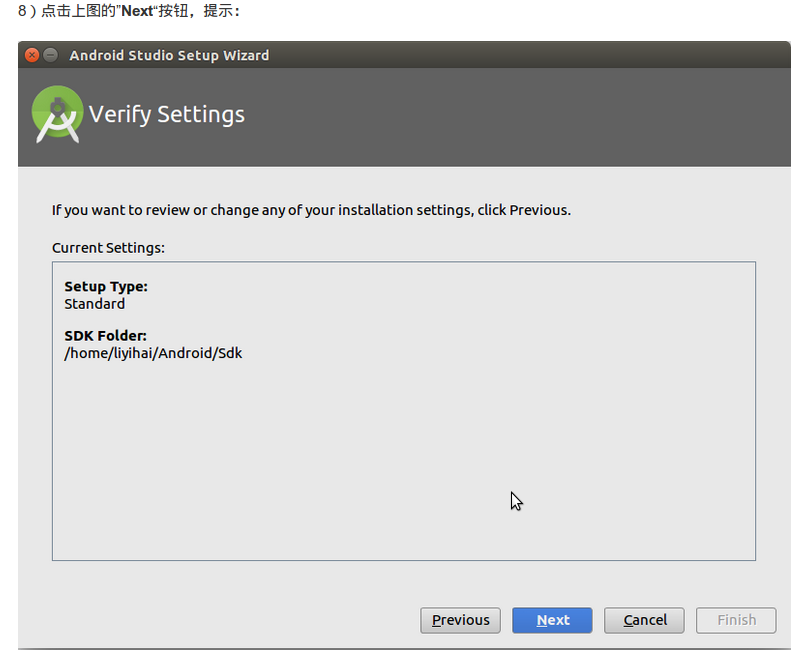 8）点击上图的”Next“按钮，提示：
Android Studio Setup Wizard
Verify Settings
If you want to review or change any of your installation settings, click Previous.
Current Settings:
Setup Type:
Standard
SDK Folder:
/home/liyihai/Android/Sdk
Previous Next Cancel Finish